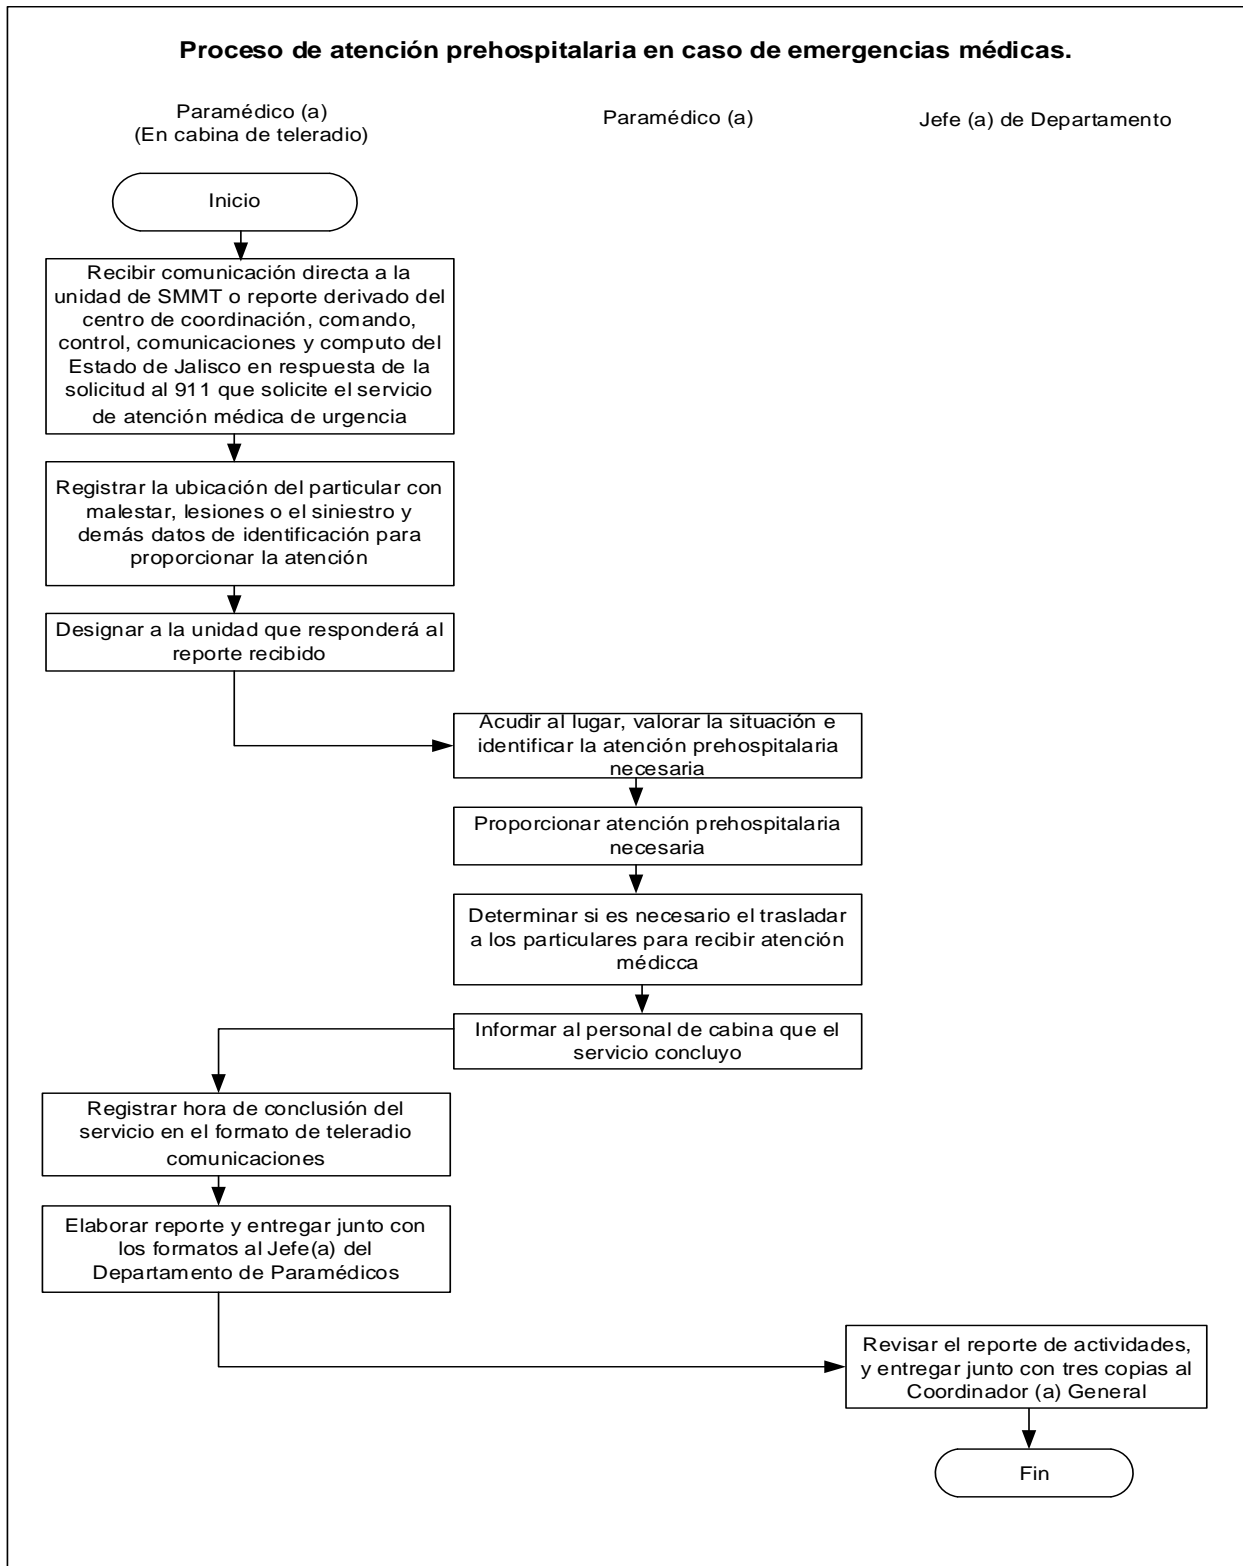 Proceso de atención prehospitalaria en caso de emergencias médicas.
Paramédico (a)
(En cabina de teleradio)
Paramédico (a)
Jefe (a) de Departamento
Inicio
Recibir comunicación directa a la
unidad de SMMT o reporte derivado del
centro de coordinación, comando,
control, comunicaciones y computo del
Estado de Jalisco en respuesta de la
solicitud al 911 que solicite el servicio
de atención médica de urgencia
Registrar la ubicación del particular con
malestar, lesiones o el siniestro y
demás datos de identificación para
proporcionar la atención
Designar a la unidad que responderá al
reporte recibido
Acudir al lugar, valorar la situación e
identificar la atención prehospitalaria
necesaria
Proporcionar atención prehospitalaria
necesaria
Determinar si es necesario el trasladar
a los particulares para recibir atención
médicca
Informar al personal de cabina que el
servicio concluyo
Registrar hora de conclusión del
servicio en el formato de teleradio
comunicaciones
Elaborar reporte y entregar junto con
los formatos al Jefe(a) del
Departamento de Paramédicos
Revisar el reporte de actividades,
y entregar junto con tres copias al
Coordinador (a) General
Fin